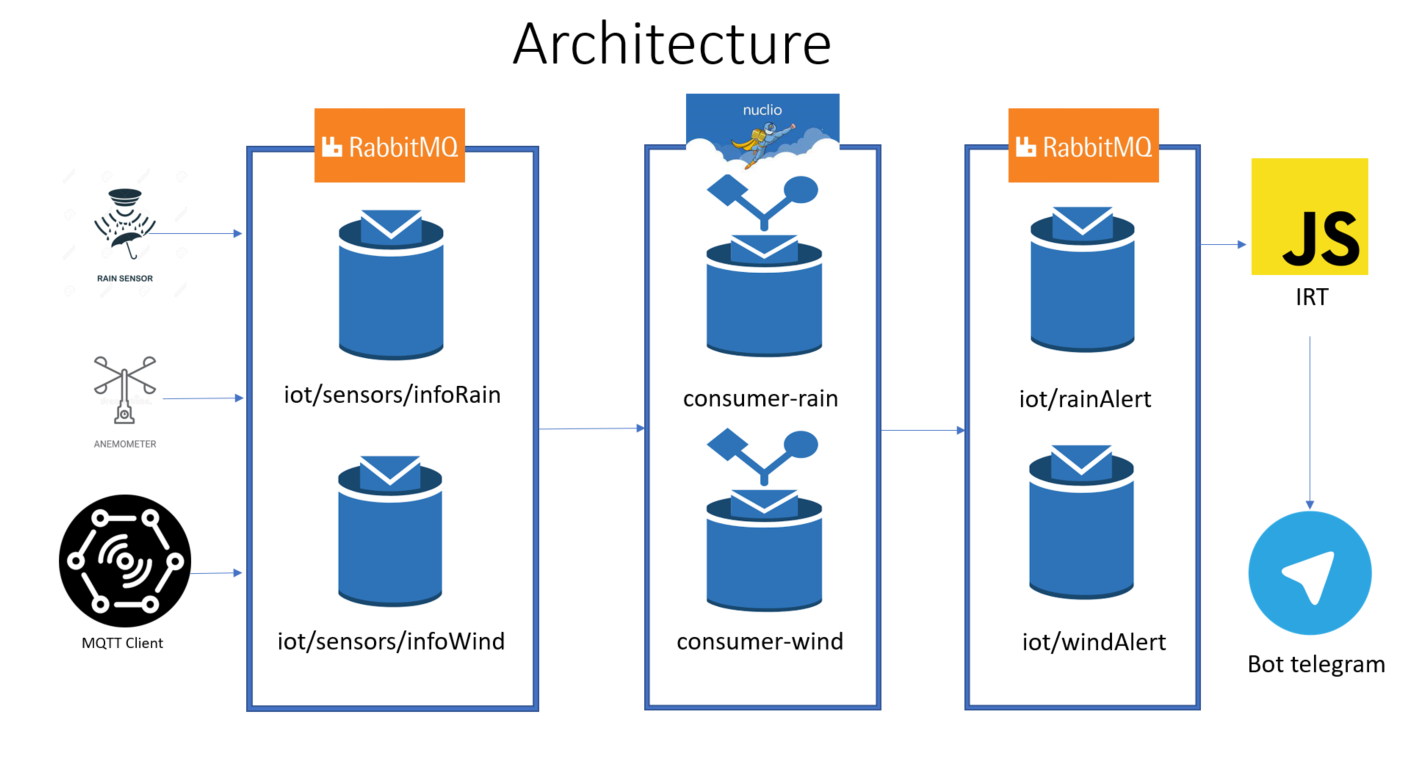 Architecture
RabbitMQ
nuclio
RabbitMQ
RAIN SENSOR
ANEMOMETER
MQTT Client
iot/sensors/infoRain
iot/sensors/infoWind
consumer-rain
consumer-wind
iot/rainAlert
iot/windAlert
JS
IRT
Bot telegram